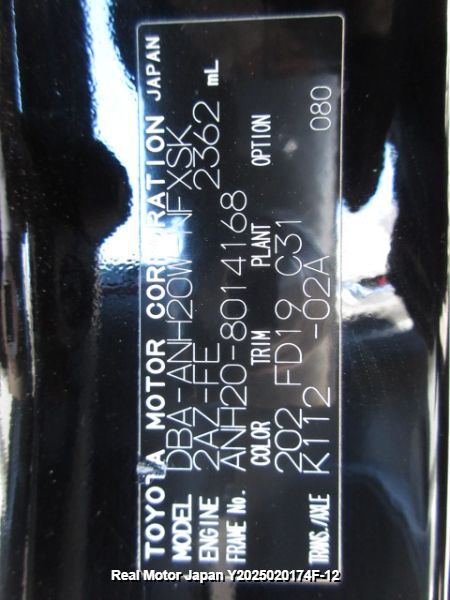 TOYOTA MOTOR CORPORATION JAPAN
MODEL DBA-ANH20W-NFXSK
ENGINE 2AZ-FE 2362 mL
FRAME No. ANH20-8014168
COLOR TRIM PLANT OPTION
202 FD19 C31
TRANS./AXLE K112 -02A 080
Real Motor Japan Y2025020174F-12